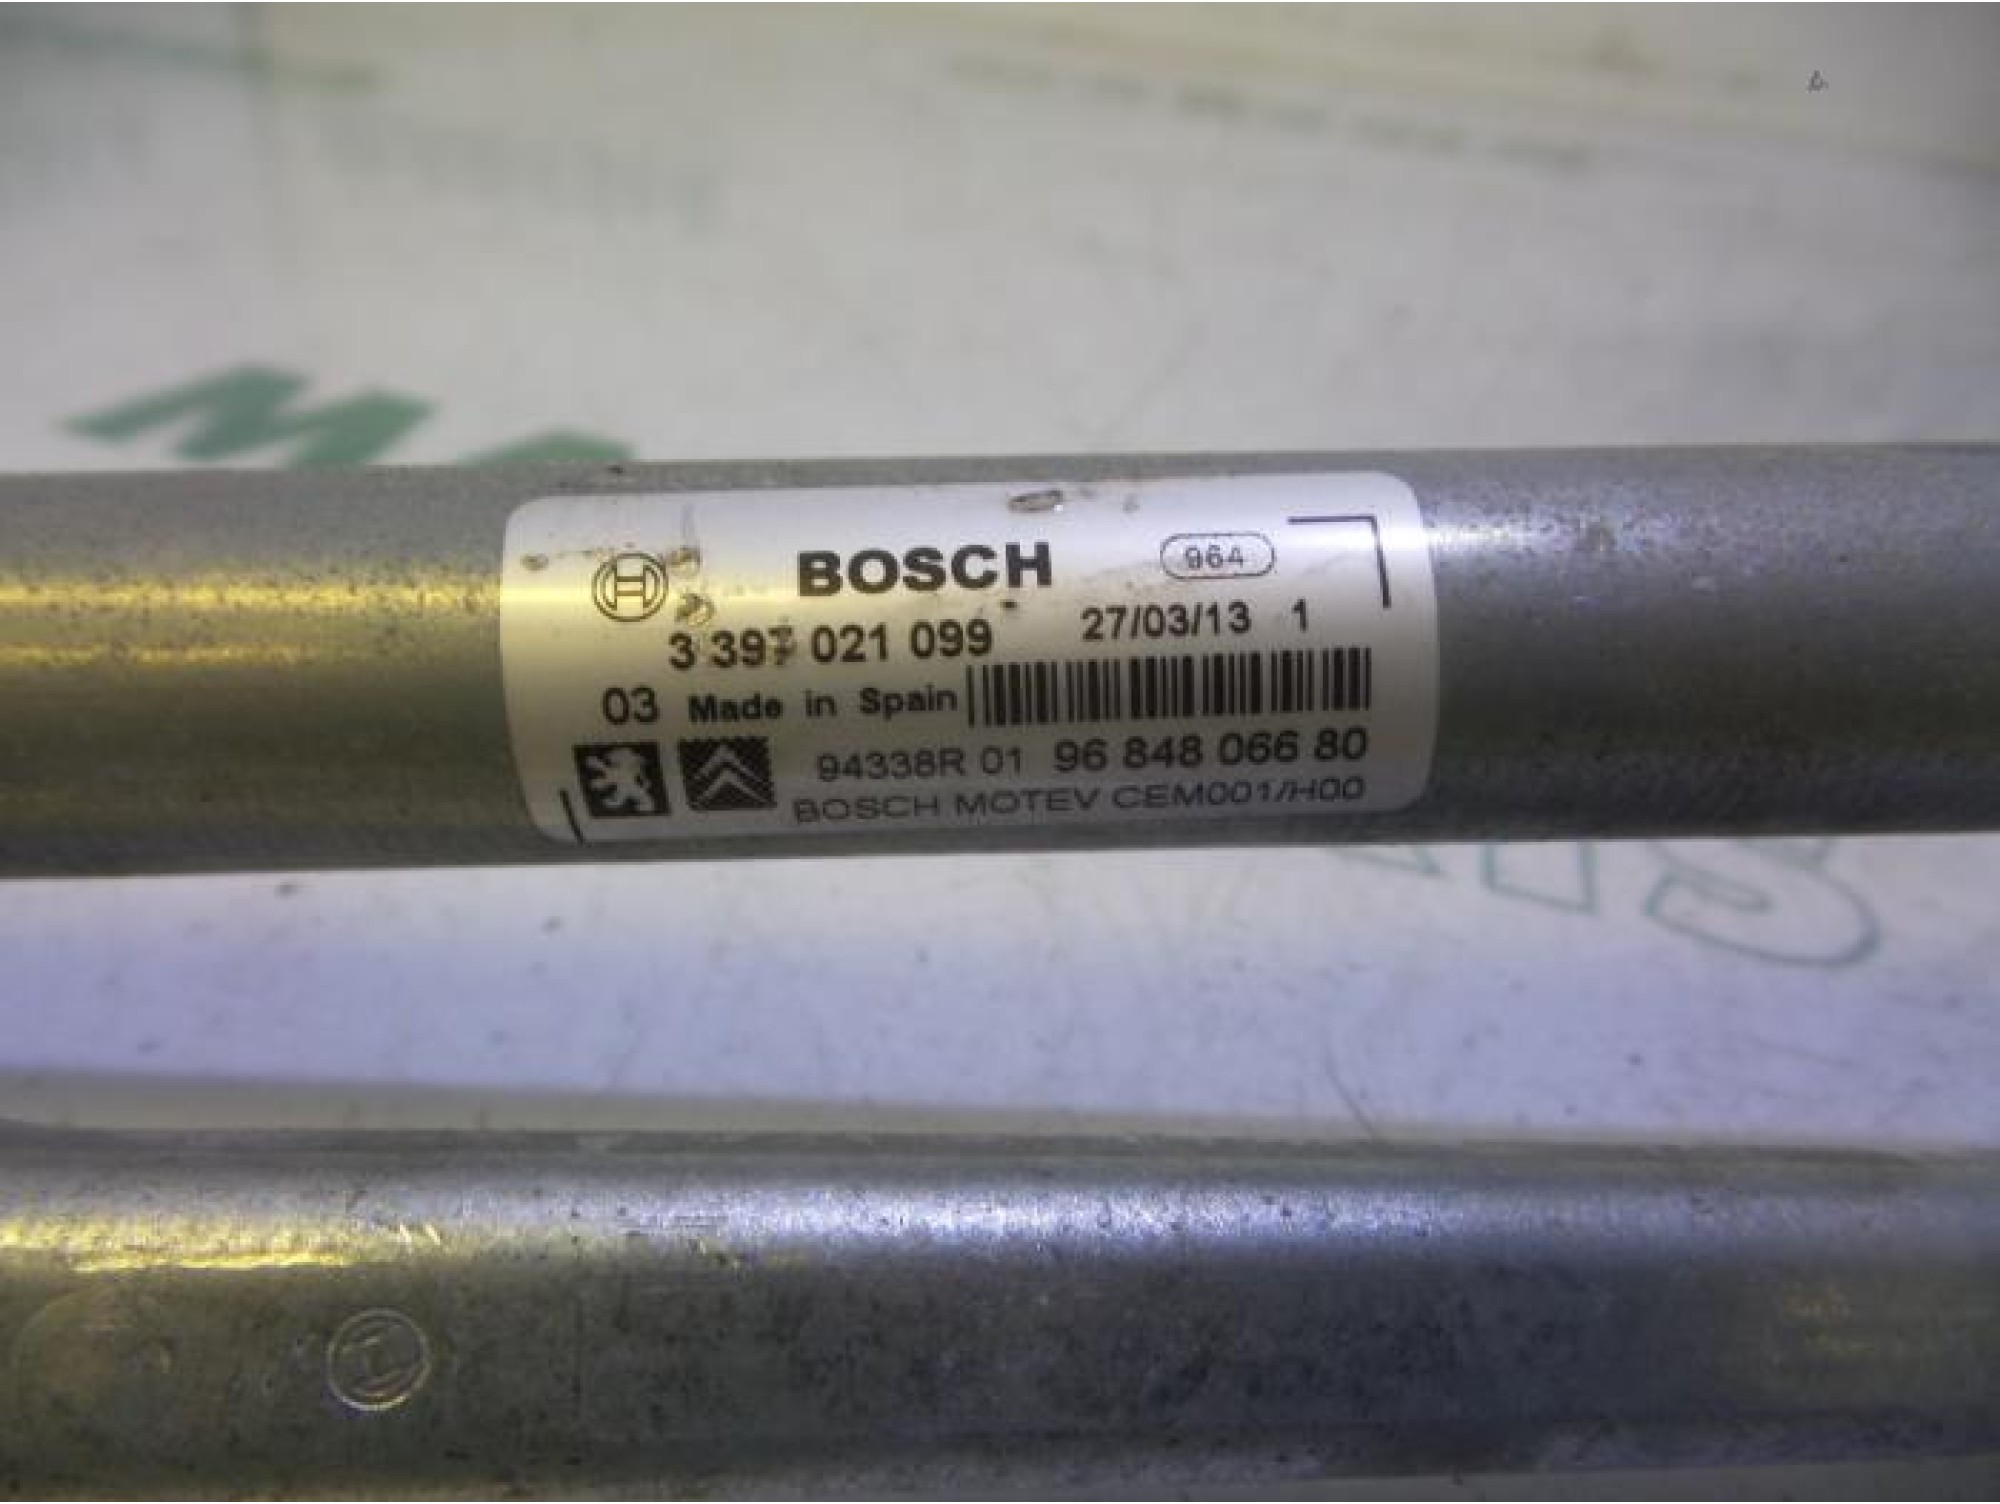 BOSCH 964
3 397 021 099 27/03/13 1
03 Made in Spain
94338R 01 96 848 066 80
BOSCH MOTEV CEM001/H00